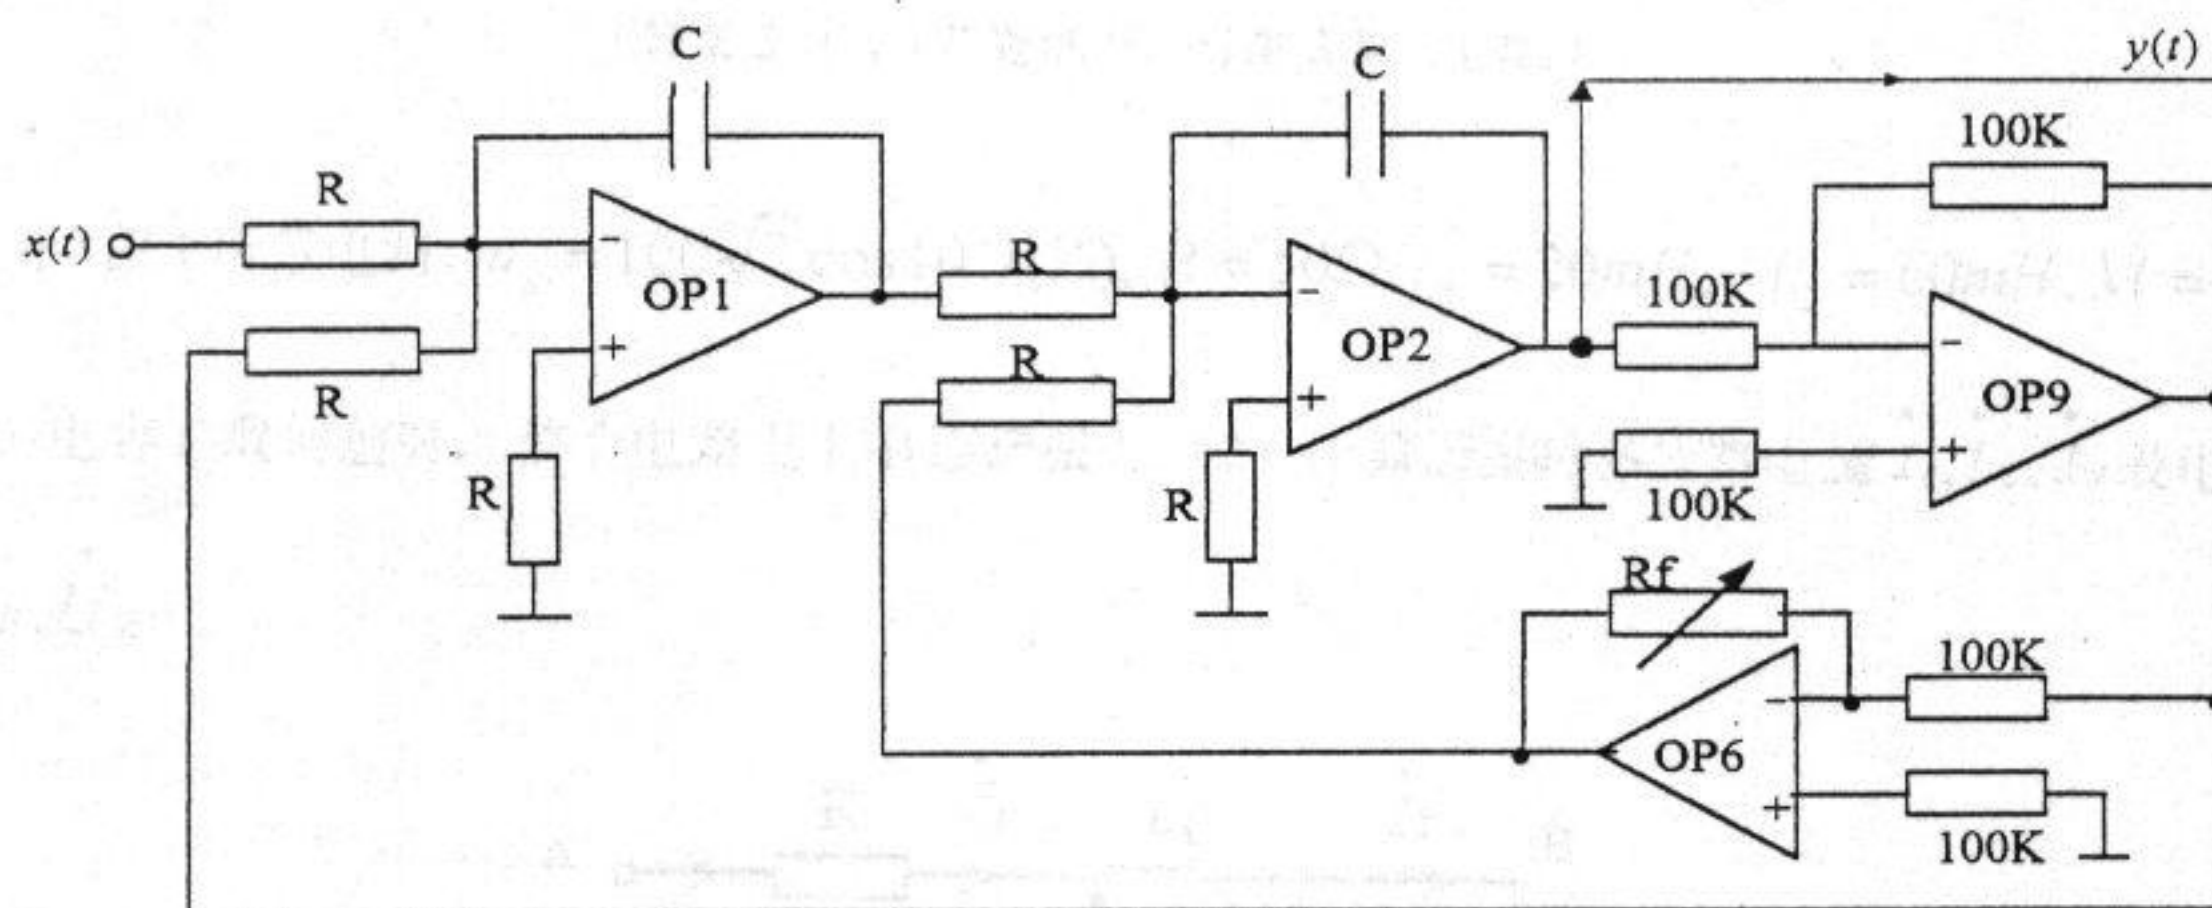 C
C
y(t)
100K
R
x(t)
-
OP1
+
R
R
R
-
OP2
+
R
R
100K
-
OP9
+
100K
Rf
100K
-
OP6
+
100K